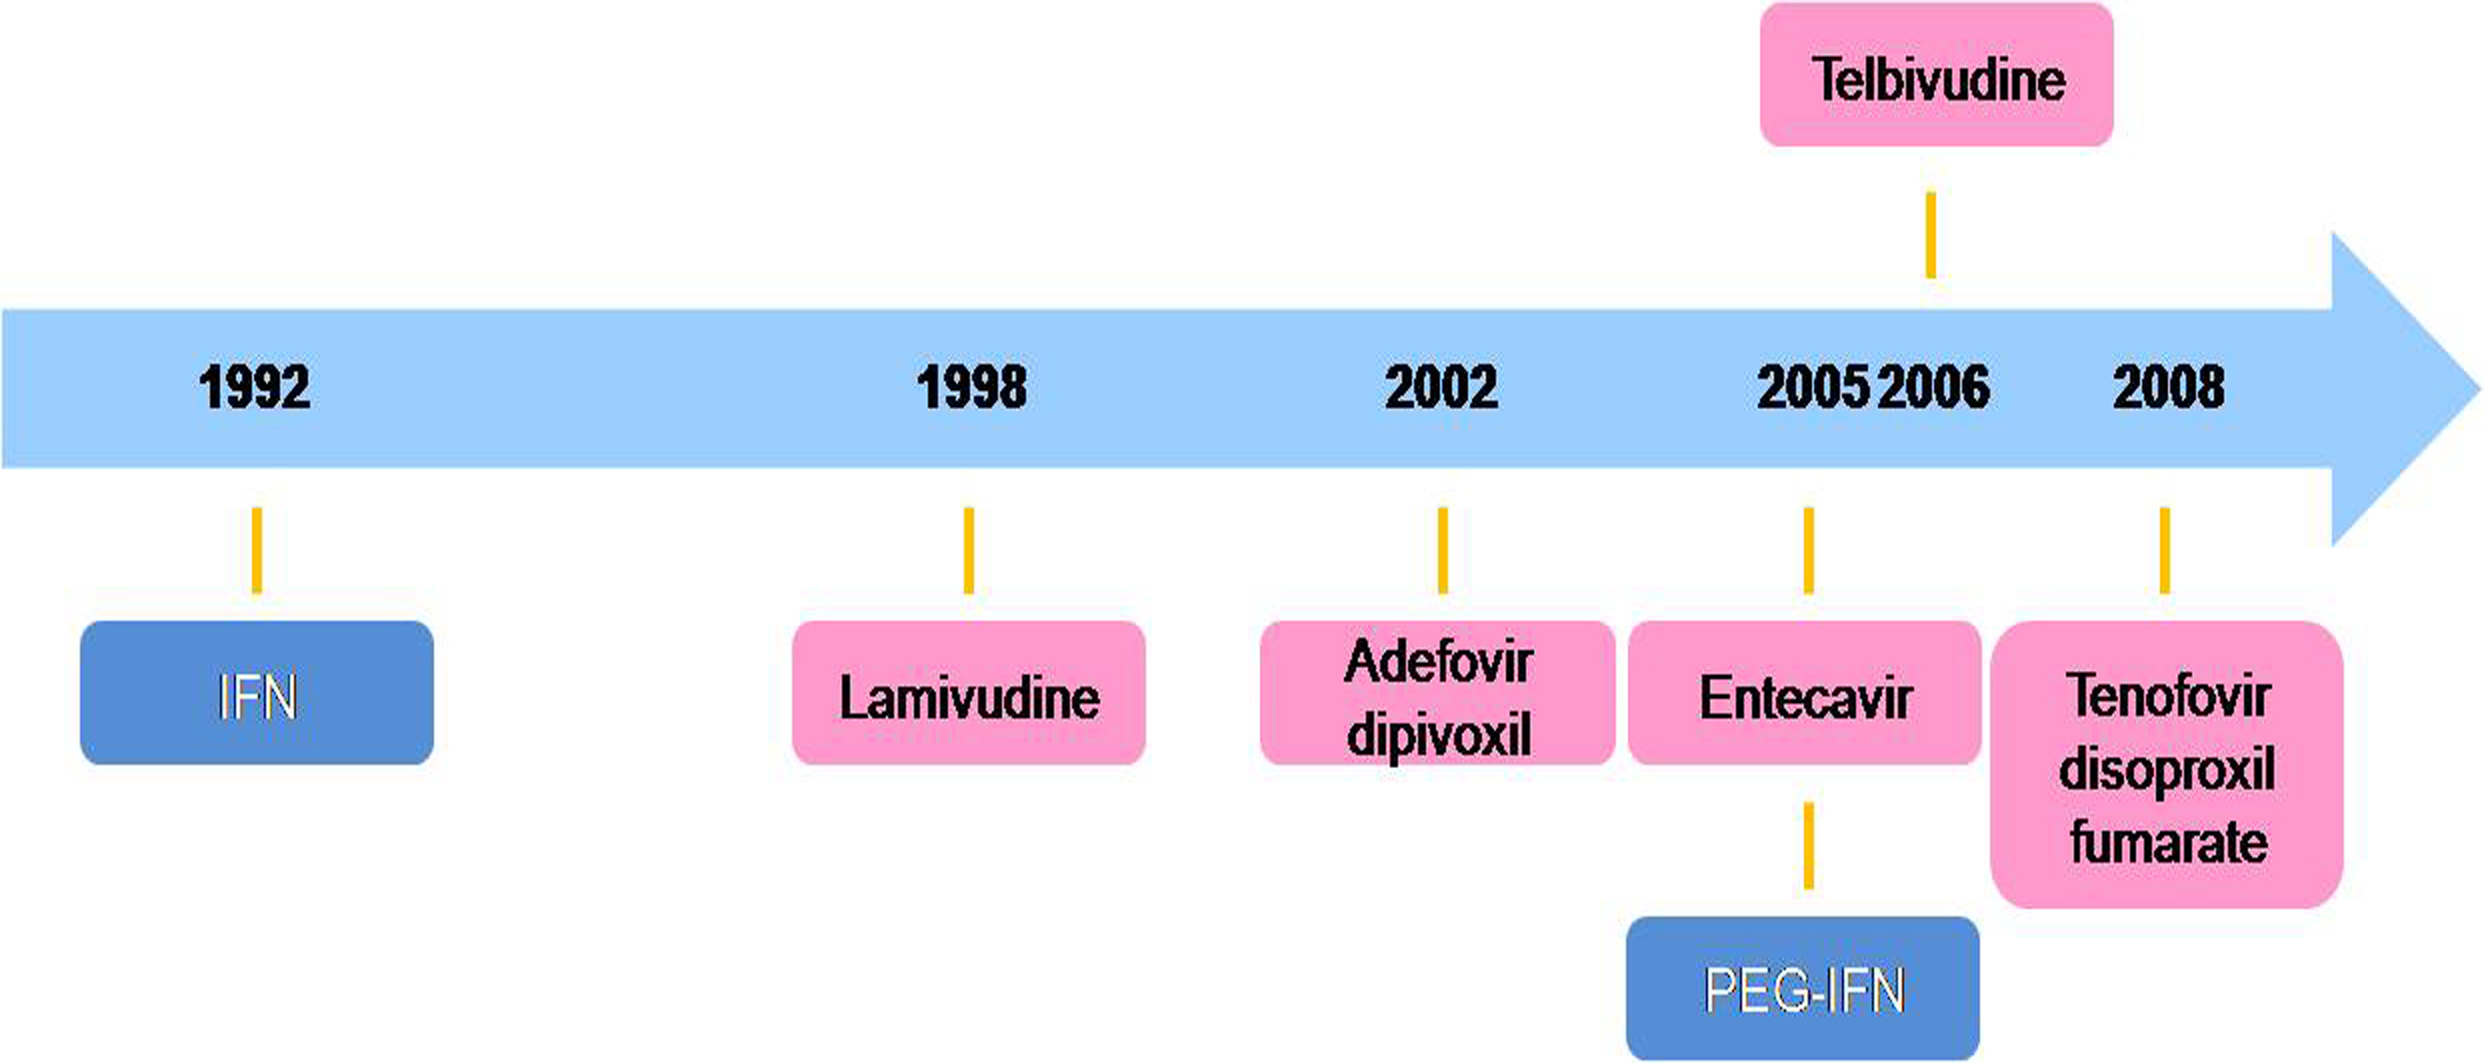 Telbivudine
1992 1998 2002 2005 2006 2008
IFN
Lamivudine
Adefovir
dipivoxil
Entecavir
Tenofovir
disoproxil
fumarate
PEG-IFN